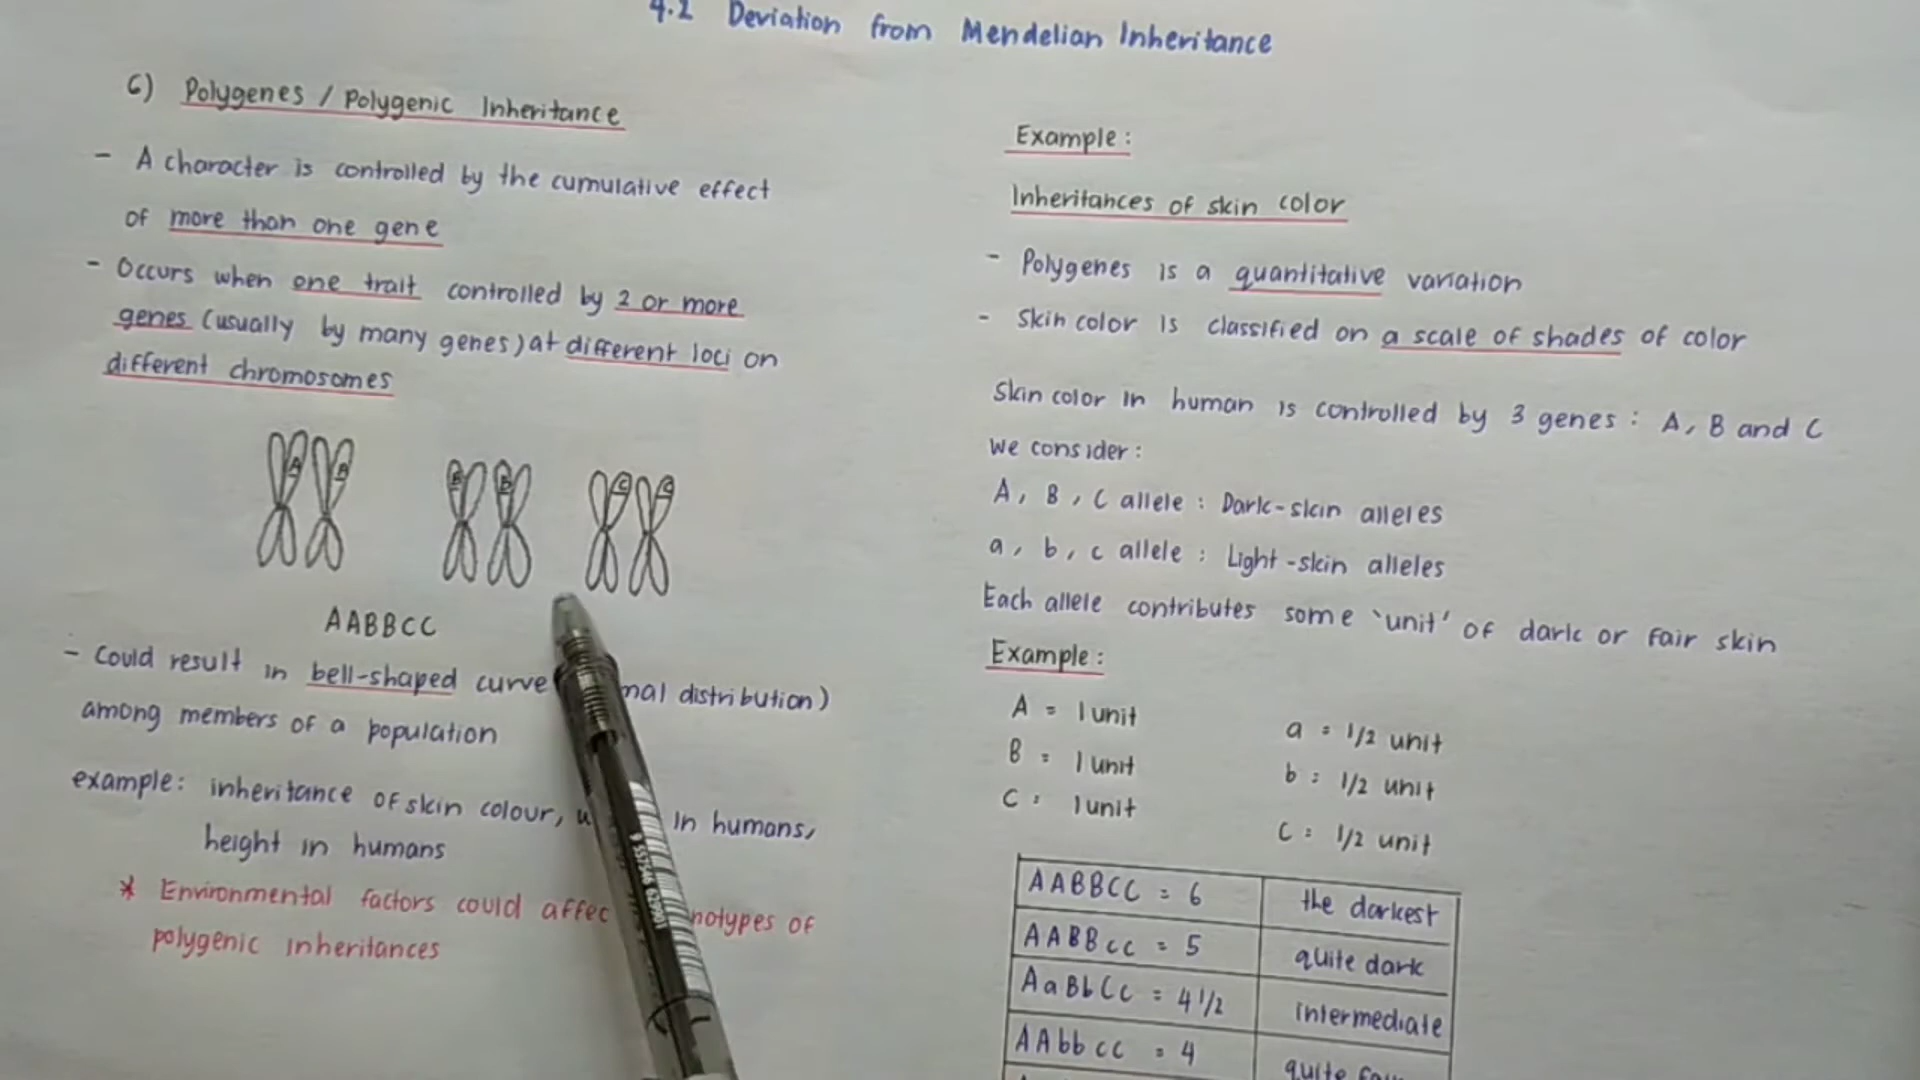 4.2 Deviation from Mendelian Inheritance
C) Polygenes / Polygenic Inheritance
- A character is controlled by the cumulative effect
of more than one gene
- Occurs when one trait controlled by 2 or more
genes (usually by many genes) at different loci on
different chromosomes
A A B B C C
AABBCC
- Could result in bell-shaped curve distribution)
among members of a population
example: inheritance of skin colour, in humans,
height in humans
* Environmental factors could of
polygenic inheritances
Example:
Inheritances of skin color
- Polygenes is a quantitative variation
- Skin color is classified on a scale of shades of color
Skin color in human is controlled by 3 genes : A, B and C
We consider:
A, B, C allele : Dark-skin alleles
a, b, c allele : Light-skin alleles
Each allele contributes some 'unit' of dark or fair skin
Example:
A = 1 unit a = 1/2 unit
B = 1 unit b = 1/2 unit
C = 1 unit c = 1/2 unit
AABBCC = 6 the darkest
AABBcc = 5 quite dark
AaBbCc = 4 1/2 intermediate
AAbbcc = 4 quite